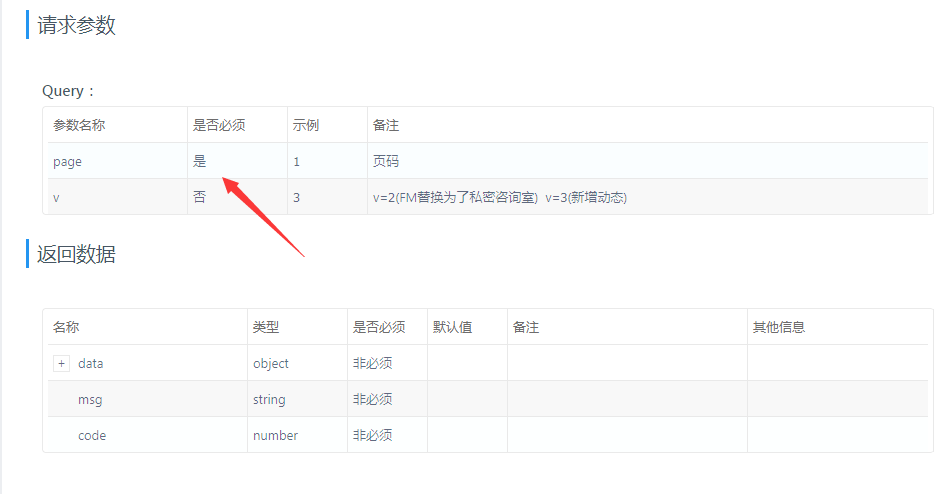 请求参数
Query：
参数名称 是否必须 示例 备注
page 是 1 页码
v 否 3 v=2(FM替换为了私密咨询室) v=3(新增动态)
返回数据
名称 类型 是否必须 默认值 备注 其他信息
+ data object 非必须
msg string 非必须
code number 非必须